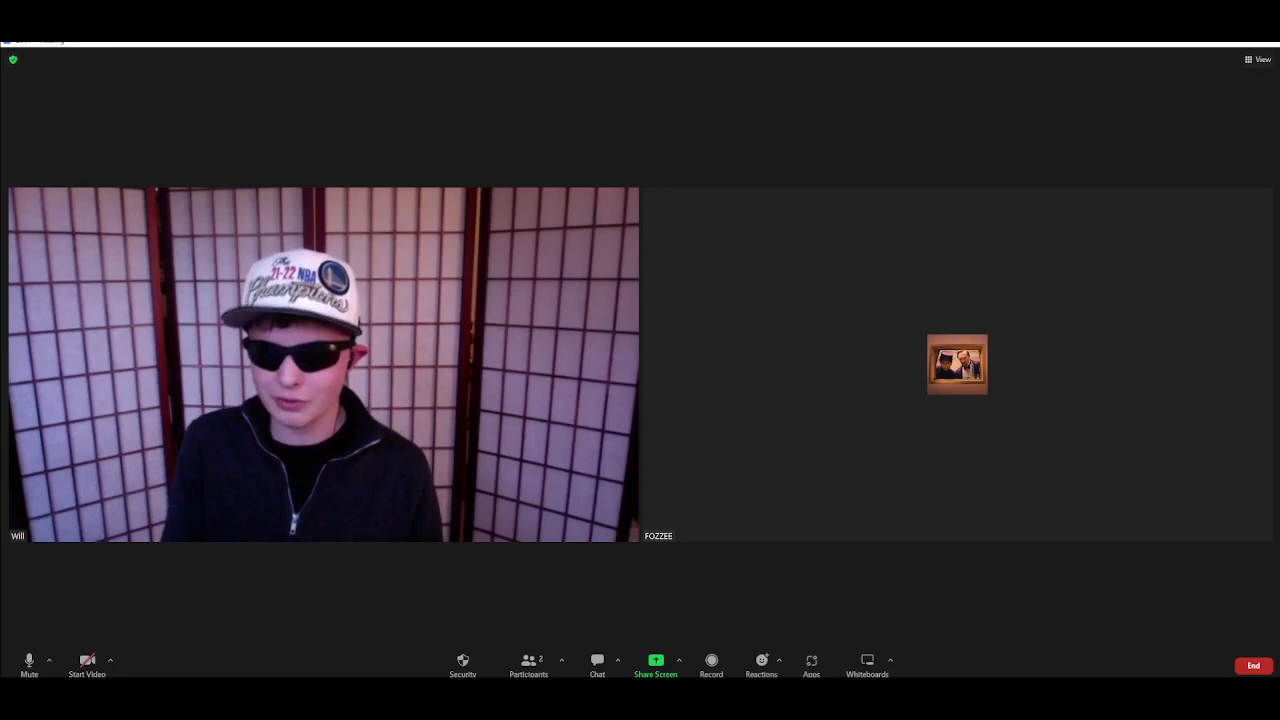 View
The
21-22 NBA
Champions
Will
FOZZEE
Mute
Start Video
Security
Participants
2
Chat
Share Screen
Record
Reactions
Apps
Whiteboards
End